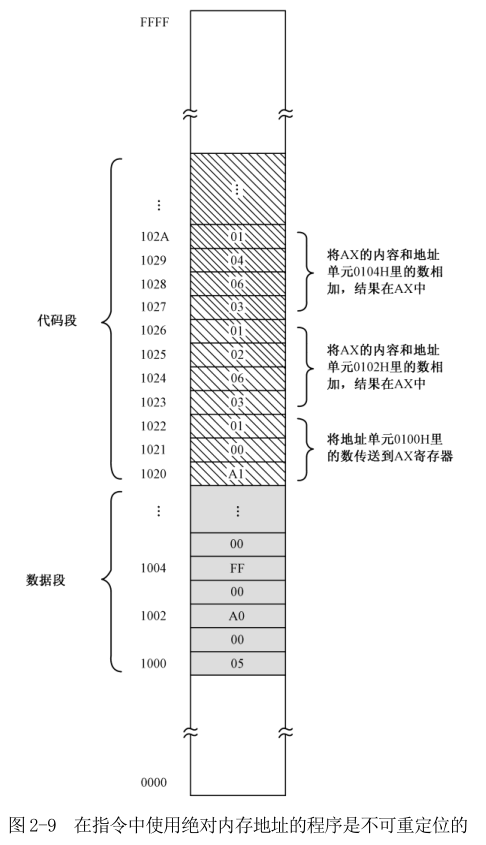 FFFF
⋮
⋮
102A 01
1029 04
1028 06
1027 03
将AX的内容和地址
单元0104H里的数相
加，结果在AX中
代码段
1026 01
1025 02
1024 06
1023 03
将AX的内容和地址
单元0102H里的数相
加，结果在AX中
1022 01
1021 00
1020 A1
将地址单元0100H里
的数传送到AX寄存器
⋮ ⋮
00
1004 FF
数据段
00
1002 A0
00
1000 05
0000
图 2-9 在指令中使用绝对内存地址的程序是不可重定位的